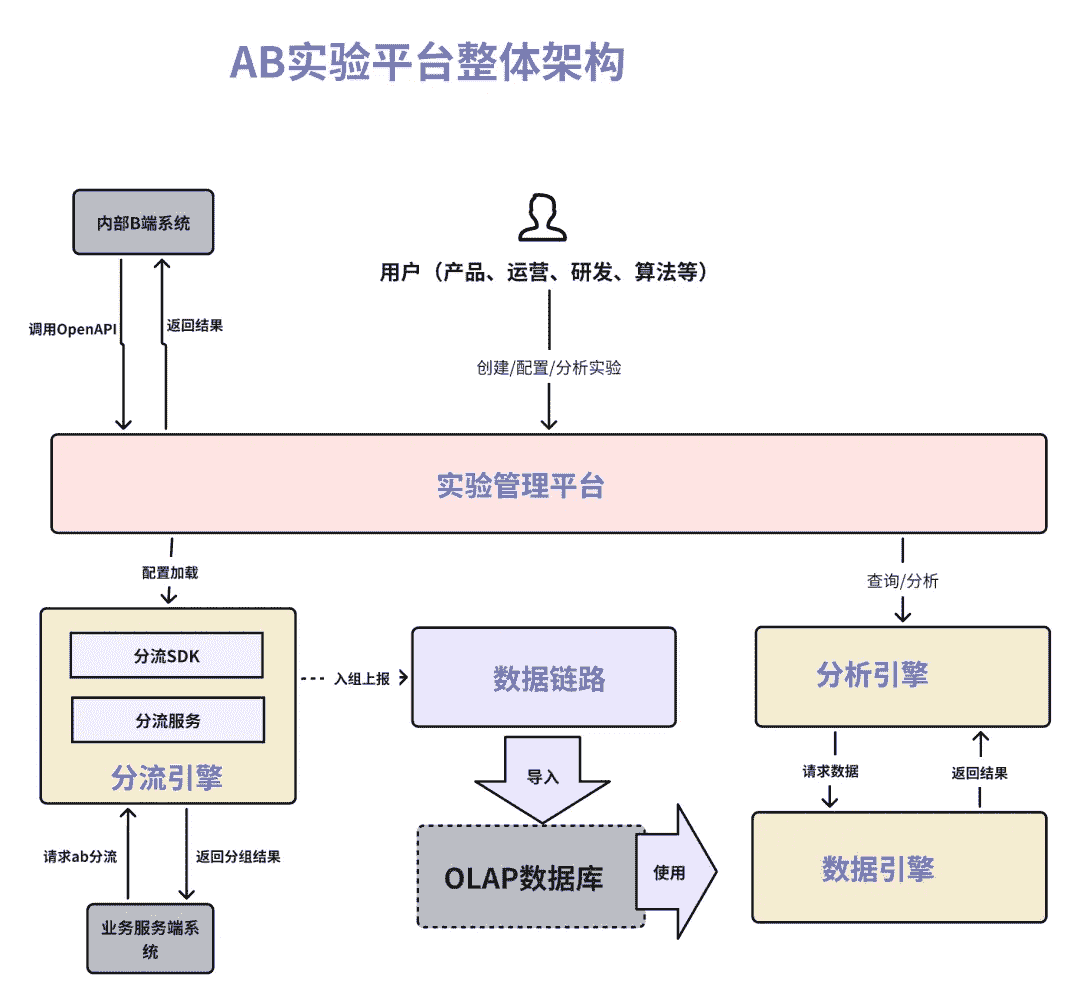 AB实验平台整体架构
内部B端系统
用户（产品、运营、研发、算法等）
调用OpenAPI
返回结果
创建/配置/分析实验
实验管理平台
配置加载
查询/分析
分流SDK
分流服务
分流引擎
入组上报
数据链路
分析引擎
导入
请求数据
返回结果
请求ab分流
返回分组结果
OLAP数据库
使用
数据引擎
业务服务端系
统